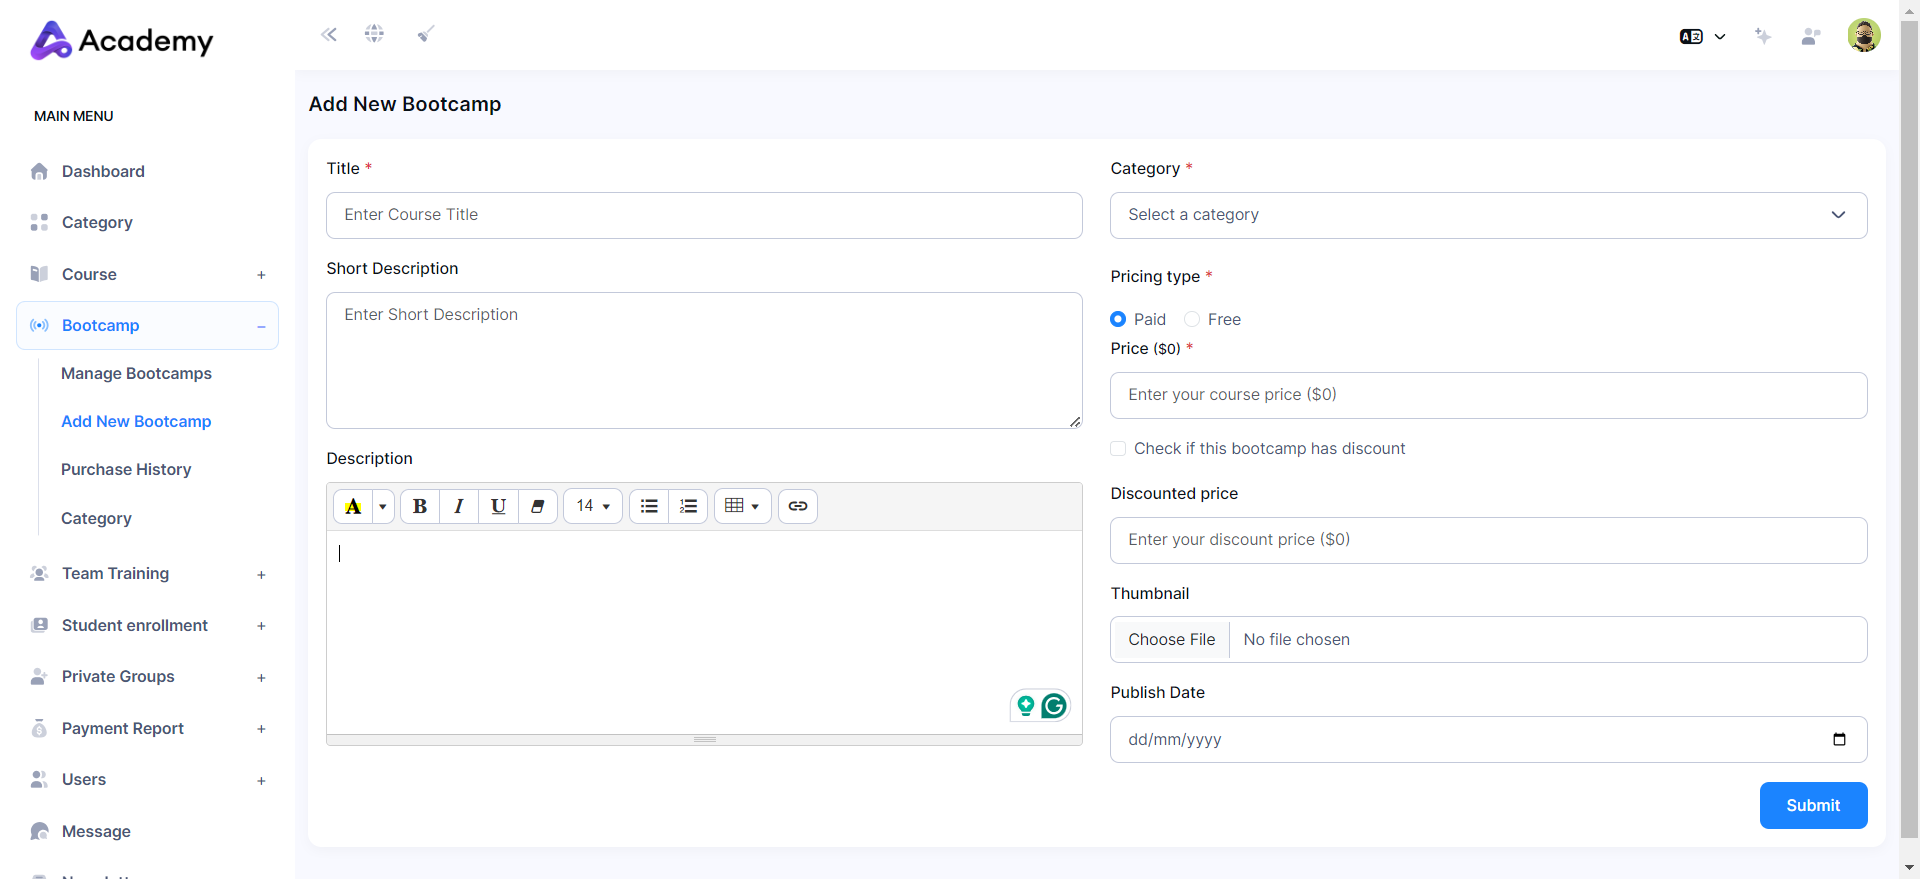 Academy
MAIN MENU
Dashboard
Category
Course +
Bootcamp –
Manage Bootcamps
Add New Bootcamp
Purchase History
Category
Team Training +
Student enrollment +
Private Groups +
Payment Report +
Users +
Message
Add New Bootcamp
Title *
Enter Course Title
Short Description
Enter Short Description
Description
A B I U 14
Category *
Select a category
Pricing type *
Paid Free
Price ($0) *
Enter your course price ($0)
Check if this bootcamp has discount
Discounted price
Enter your discount price ($0)
Thumbnail
Choose File No file chosen
Publish Date
dd/mm/yyyy
Submit